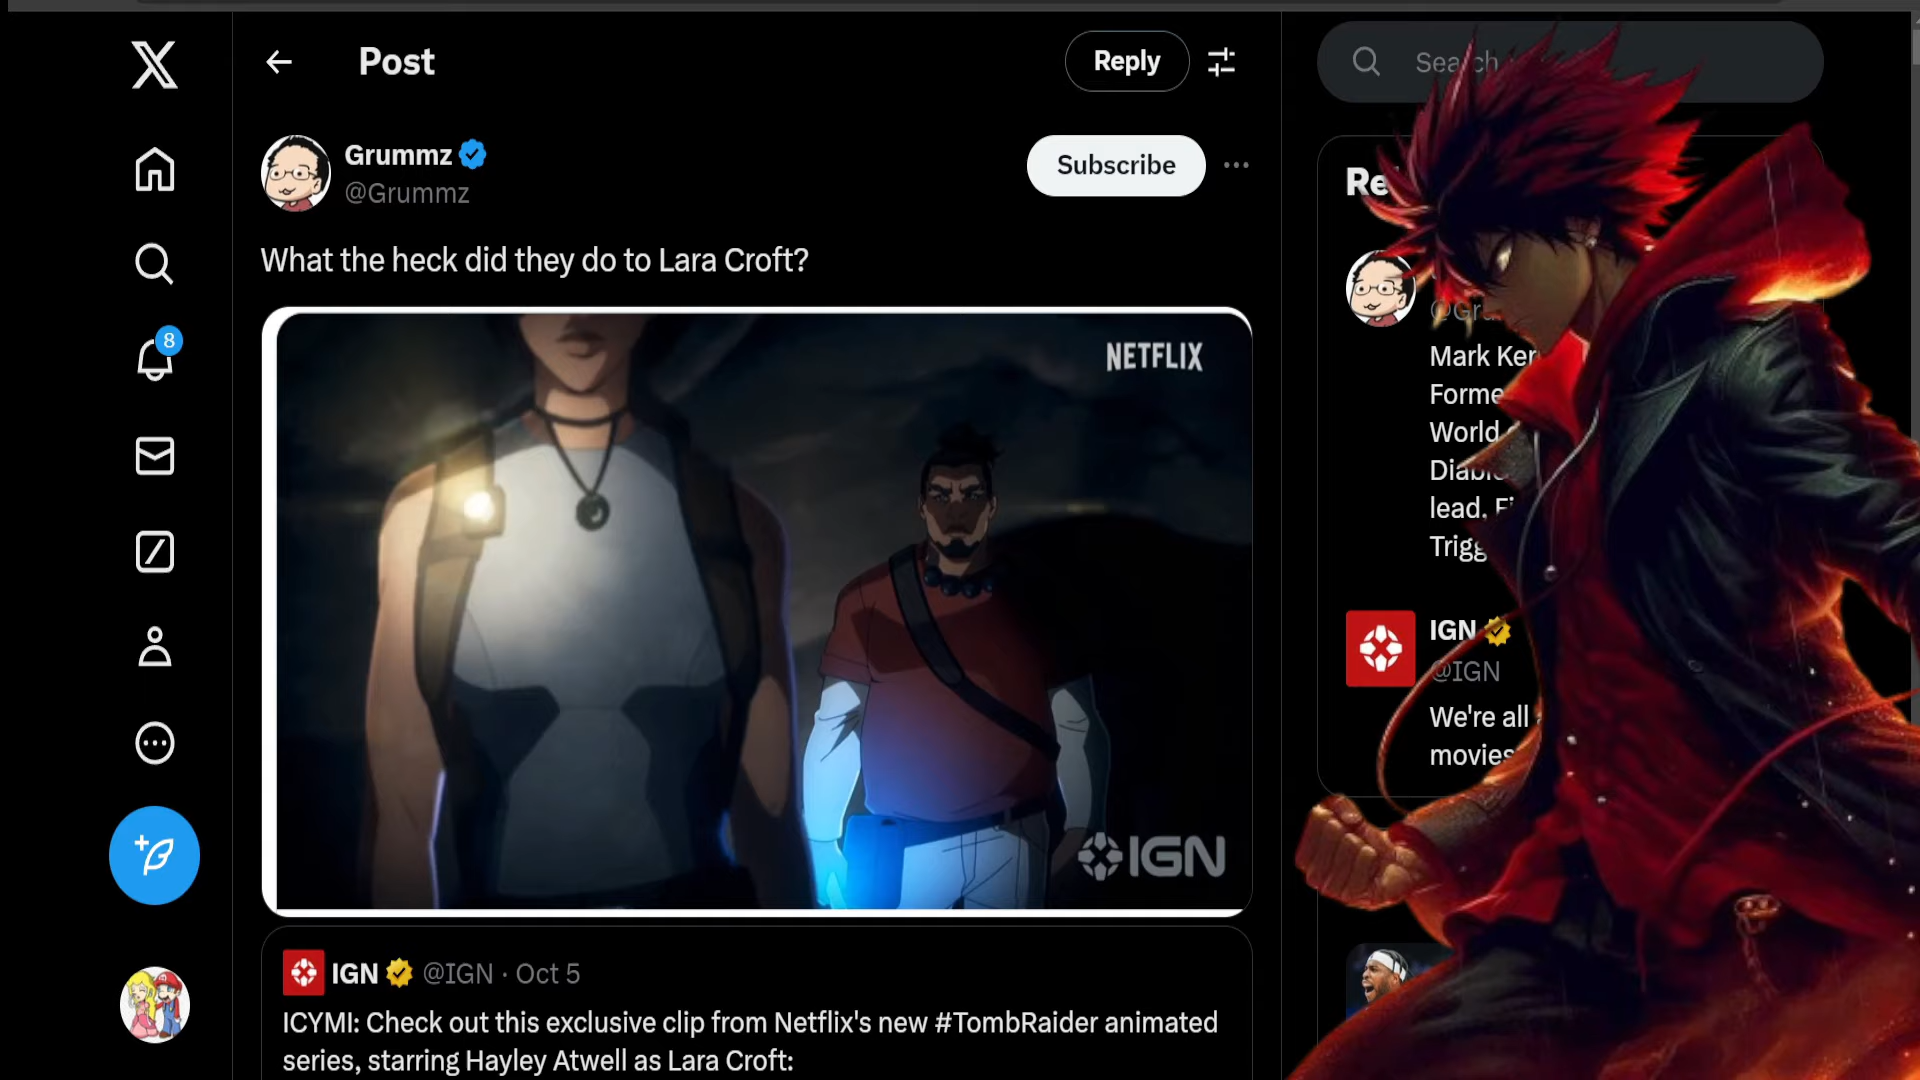 Post
Reply
Search
Grummz
@Grummz
Subscribe
What the heck did they do to Lara Croft?
NETFLIX
IGN
IGN @IGN · Oct 5
ICYMI: Check out this exclusive clip from Netflix's new #TombRaider animated
series, starring Hayley Atwell as Lara Croft:
8
Mark
World
lead.
IGN
@IGN
We're all
movies